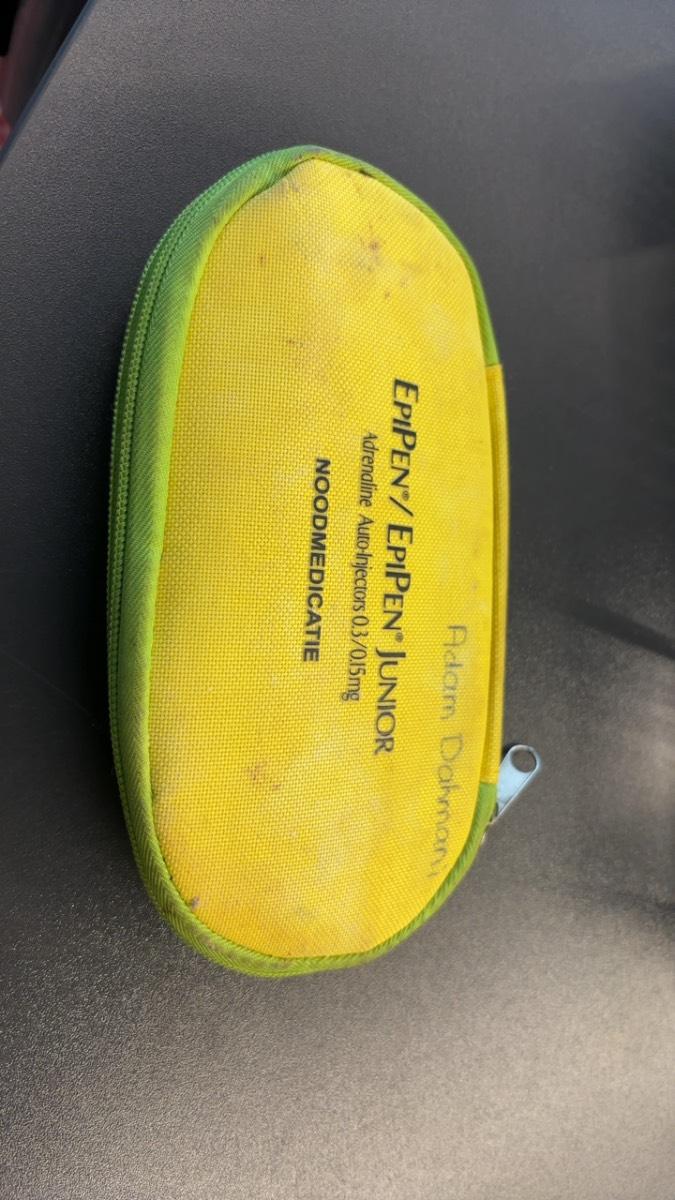 Adam Dahmani
EPIPEN®/ EPIPEN® JUNIOR
Adrenaline Auto-Injectors 0.3/0.15mg
NOODMEDICATIE